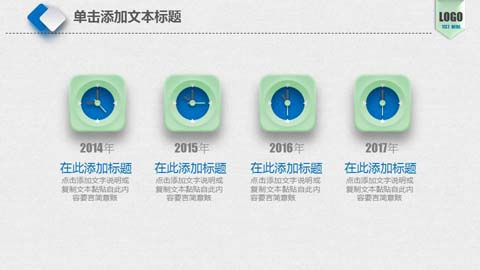 单击添加文本标题
LOGO
TEXT HERE
2014年
2015年
2016年
2017年
在此添加标题
在此添加标题
在此添加标题
在此添加标题
点击添加文字说明或
复制文本黏贴自此内
容要言简意赅
点击添加文字说明或
复制文本黏贴自此内
容要言简意赅
点击添加文字说明或
复制文本黏贴自此内
容要言简意赅
点击添加文字说明或
复制文本黏贴自此内
容要言简意赅